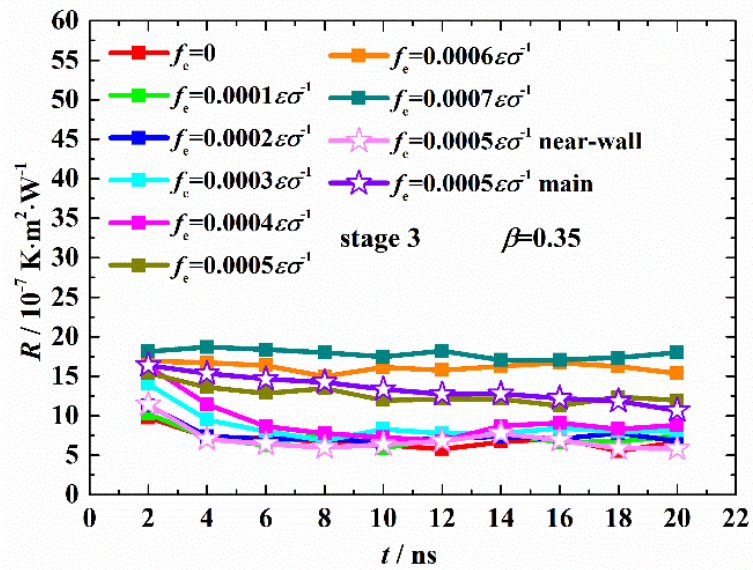 60
55
50
45
40
35
30
25
20
15
10
5
0
R / 10⁻⁷ K·m²·W⁻¹
fₑ=0
fₑ=0.0001εσ⁻¹
fₑ=0.0002εσ⁻¹
fₑ=0.0003εσ⁻¹
fₑ=0.0004εσ⁻¹
fₑ=0.0005εσ⁻¹
fₑ=0.0006εσ⁻¹
fₑ=0.0007εσ⁻¹
fₑ=0.0005εσ⁻¹ near-wall
fₑ=0.0005εσ⁻¹ main
stage 3 β=0.35
0 2 4 6 8 10 12 14 16 18 20 22
t / ns